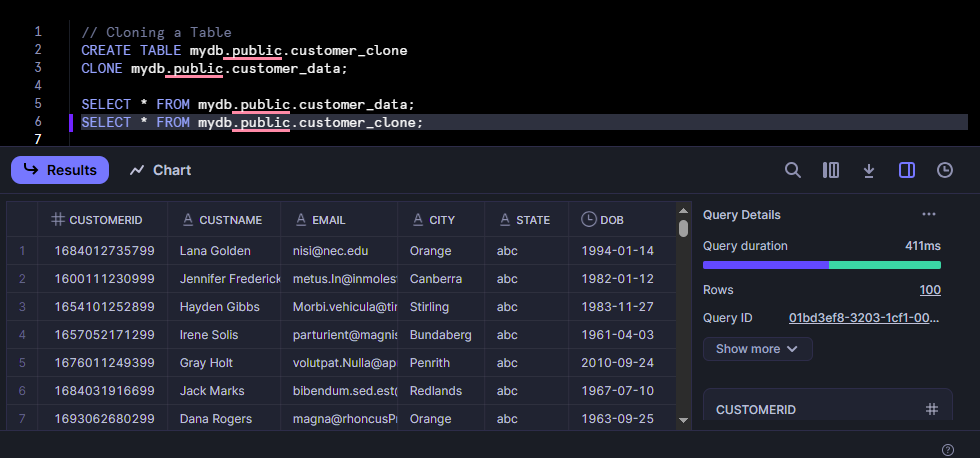 1 // Cloning a Table
2 CREATE TABLE mydb.public.customer_clone
3 CLONE mydb.public.customer_data;
4
5 SELECT * FROM mydb.public.customer_data;
6 SELECT * FROM mydb.public.customer_clone;
7
Results Chart
# CUSTOMERID A CUSTNAME A EMAIL A CITY A STATE DOB
1 1684012735799 Lana Golden nisi@nec.edu Orange abc 1994-01-14
2 1600111230999 Jennifer Frederick metus.In@inmoles Canberra abc 1982-01-12
3 1654101252899 Hayden Gibbs Morbi.vehicula@tin Stirling abc 1983-11-27
4 1657052171299 Irene Solis parturient@magnis Bundaberg abc 1961-04-03
5 1676011249399 Gray Holt volutpat.Nulla@ap Penrith abc 2010-09-24
6 1684031916699 Jack Marks bibendum.sed.est( Redlands abc 1967-07-10
7 1693062680299 Dana Rogers magna@rhoncusP Orange abc 1963-09-25
Query Details ...
Query duration 411ms
Rows 100
Query ID 01bd3ef8-3203-1cf1-00...
Show more
CUSTOMERID #
?